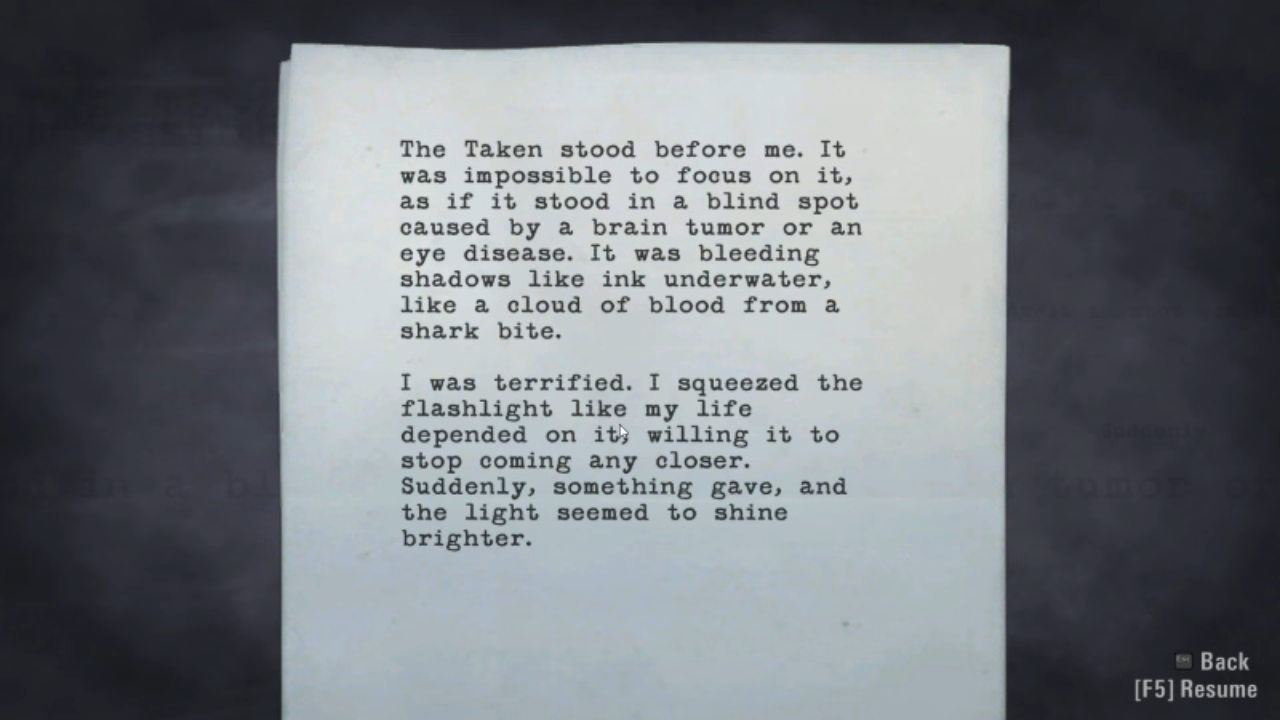 The Taken stood before me. It
was impossible to focus on it,
as if it stood in a blind spot
caused by a brain tumor or an
eye disease. It was bleeding
shadows like ink underwater,
like a cloud of blood from a
shark bite.
I was terrified. I squeezed the
flashlight like my life
depended on it, willing it to
stop coming any closer.
Suddenly, something gave, and
the light seemed to shine
brighter.
Back
[F5] Resume